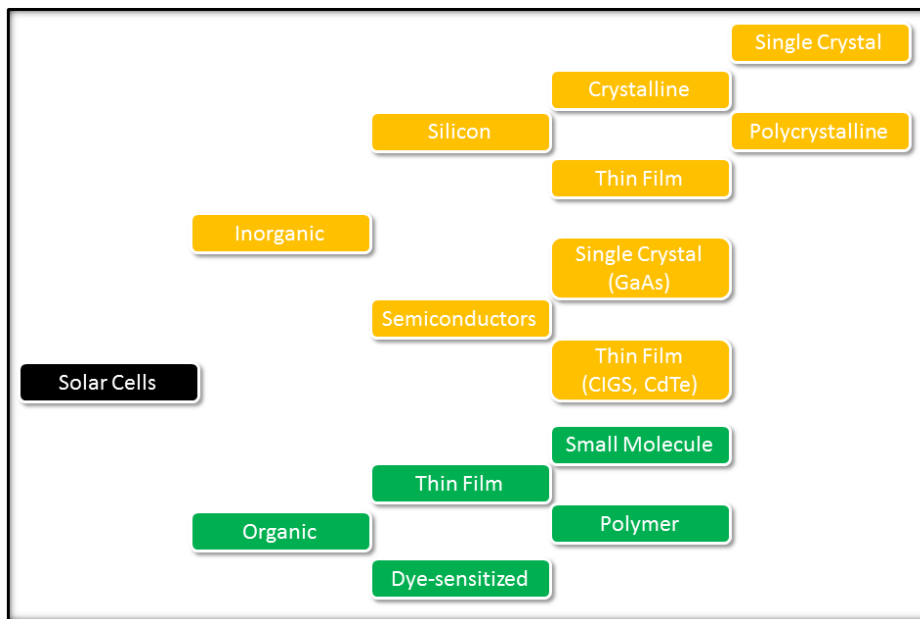 Single Crystal
Crystalline
Silicon
Polycrystalline
Thin Film
Inorganic
Single Crystal
(GaAs)
Semiconductors
Thin Film
(CIGS, CdTe)
Solar Cells
Small Molecule
Thin Film
Polymer
Organic
Dye-sensitized